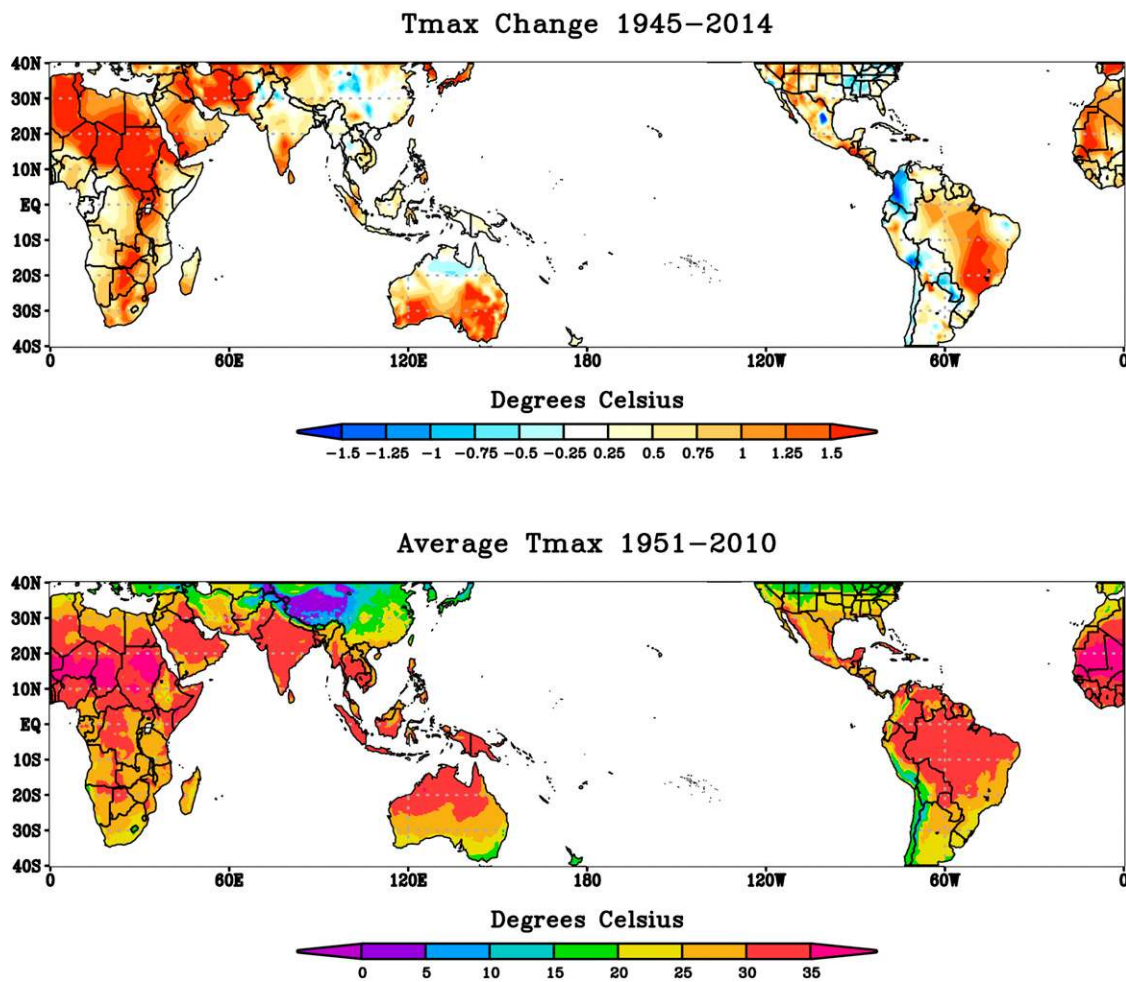 Tmax Change 1945-2014
40N
30N
20N
10N
EQ
10S
20S
30S
40S
0 60E 120E 180 120W 60W 0
Degrees Celsius
-1.5 -1.25 -1 -0.75 -0.5 -0.25 0.25 0.5 0.75 1 1.25 1.5
Average Tmax 1951-2010
40N
30N
20N
10N
EQ
10S
20S
30S
40S
0 60E 120E 180 120W 60W 0
Degrees Celsius
0 5 10 15 20 25 30 35